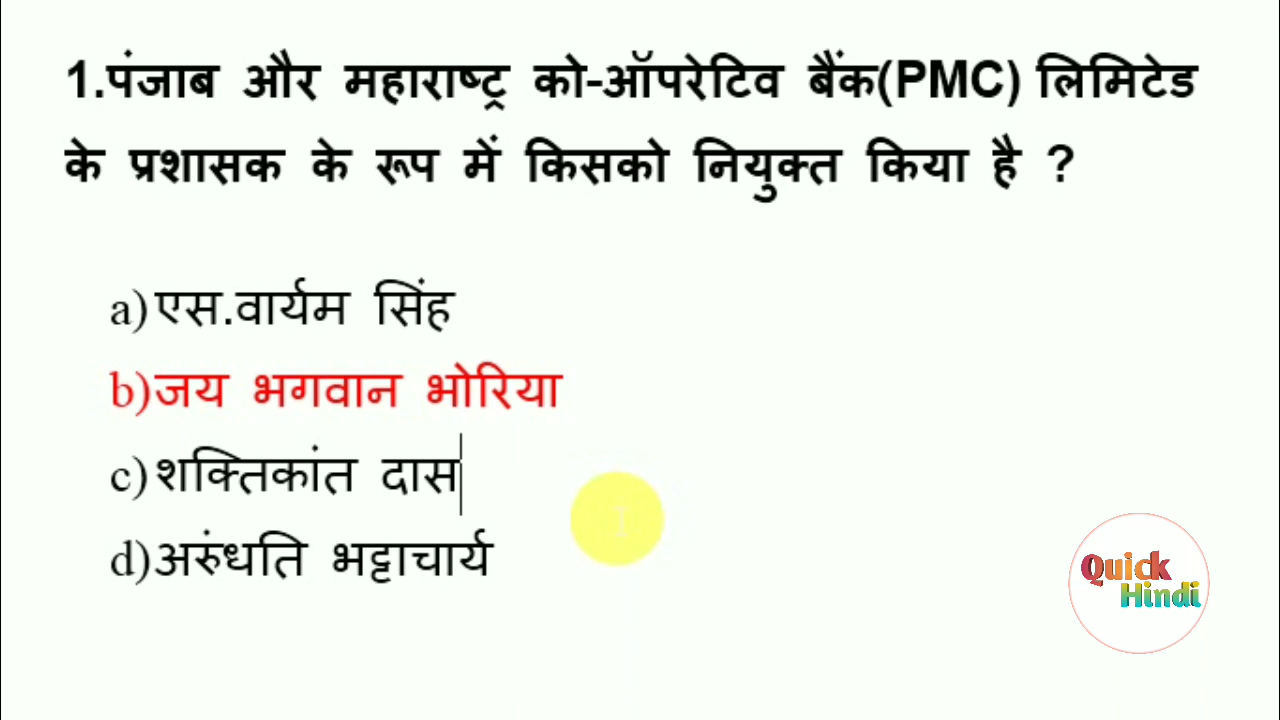 1.पंजाब और महाराष्ट्र को-ऑपरेटिव बैंक(PMC) लिमिटेड
के प्रशासक के रूप में किसको नियुक्त किया है ?
a)एस.वार्यम सिंह
b)जय भगवान भोरिया
c)शक्तिकांत दास
d)अरुंधति भट्टाचार्य
Quick
Hindi